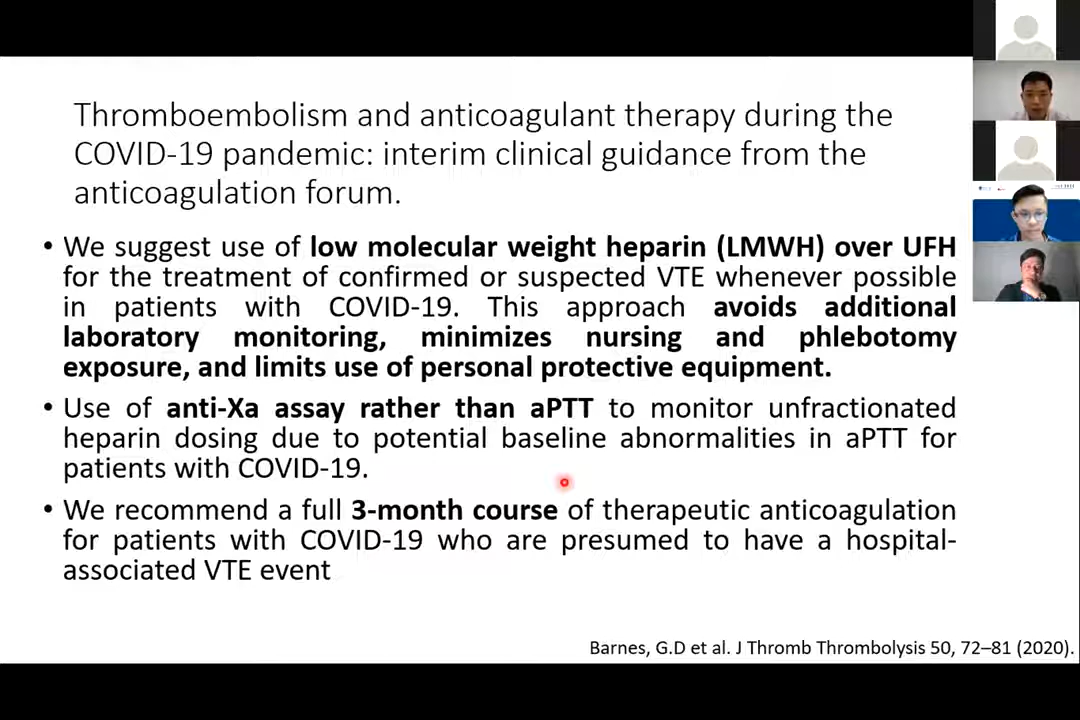 Thromboembolism and anticoagulant therapy during the
COVID-19 pandemic: interim clinical guidance from the
anticoagulation forum.
• We suggest use of low molecular weight heparin (LMWH) over UFH
for the treatment of confirmed or suspected VTE whenever possible
in patients with COVID-19. This approach avoids additional
laboratory monitoring, minimizes nursing and phlebotomy
exposure, and limits use of personal protective equipment.
• Use of anti-Xa assay rather than aPTT to monitor unfractionated
heparin dosing due to potential baseline abnormalities in aPTT for
patients with COVID-19.
• We recommend a full 3-month course of therapeutic anticoagulation
for patients with COVID-19 who are presumed to have a hospital-
associated VTE event
Barnes, G.D et al. J Thromb Thrombolysis 50, 72–81 (2020).